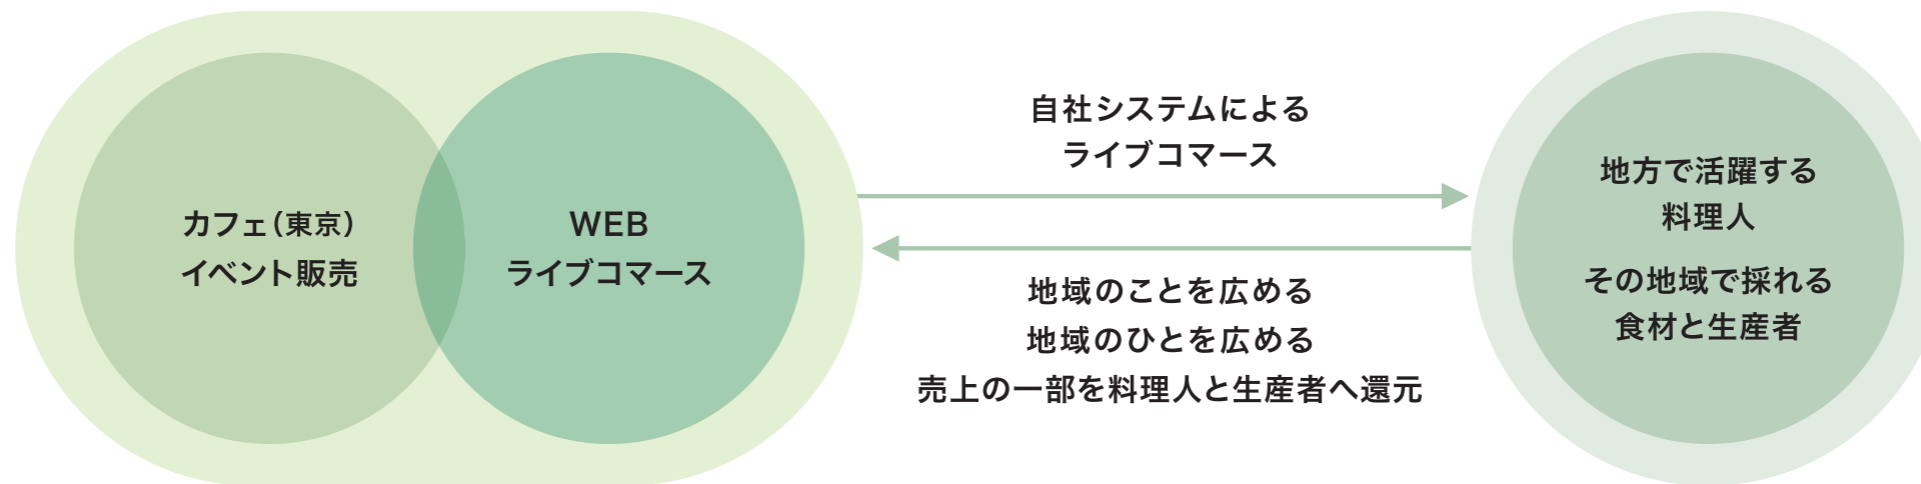 カフェ（東京）
イベント販売
WEB
ライブコマース
自社システムによる
ライブコマース
地域のことを広める
地域のひとを広める
売上の一部を料理人と生産者へ還元
地方で活躍する
料理人
その地域で採れる
食材と生産者